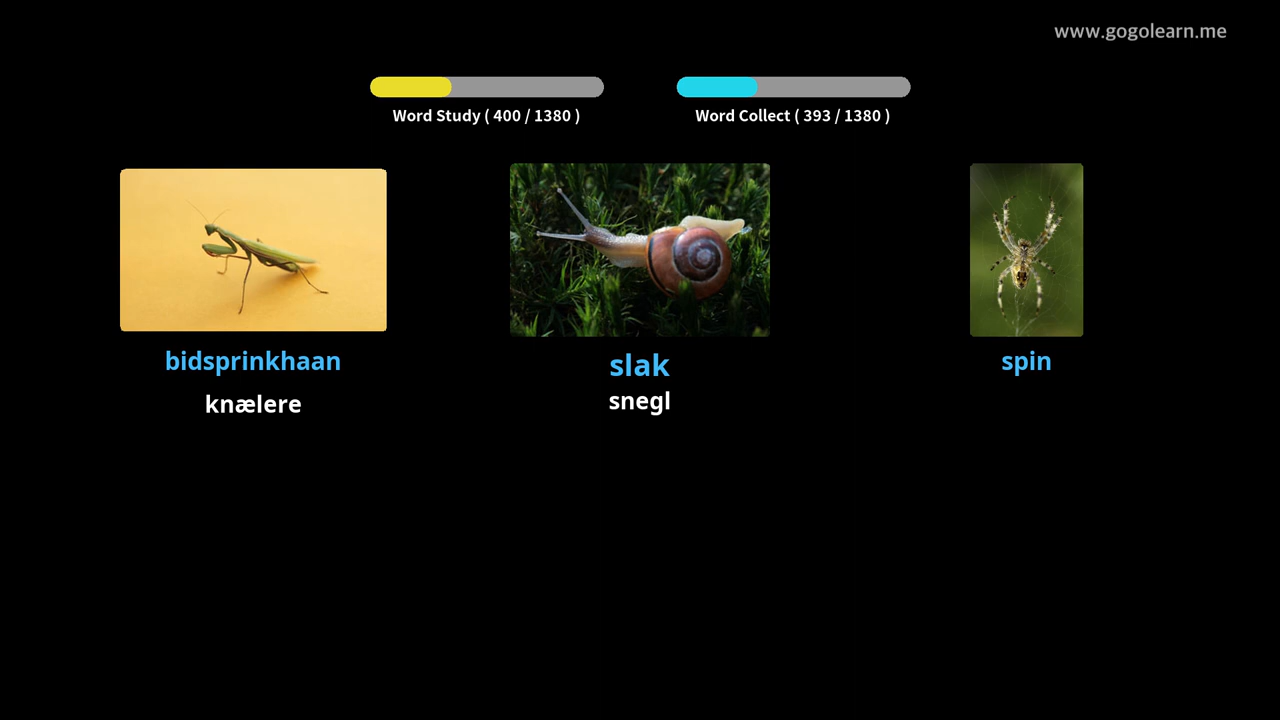 www.gogolearn.me
Word Study ( 400 / 1380 )
Word Collect ( 393 / 1380 )
bidsprinkhaan
knælere
slak
snegl
spin